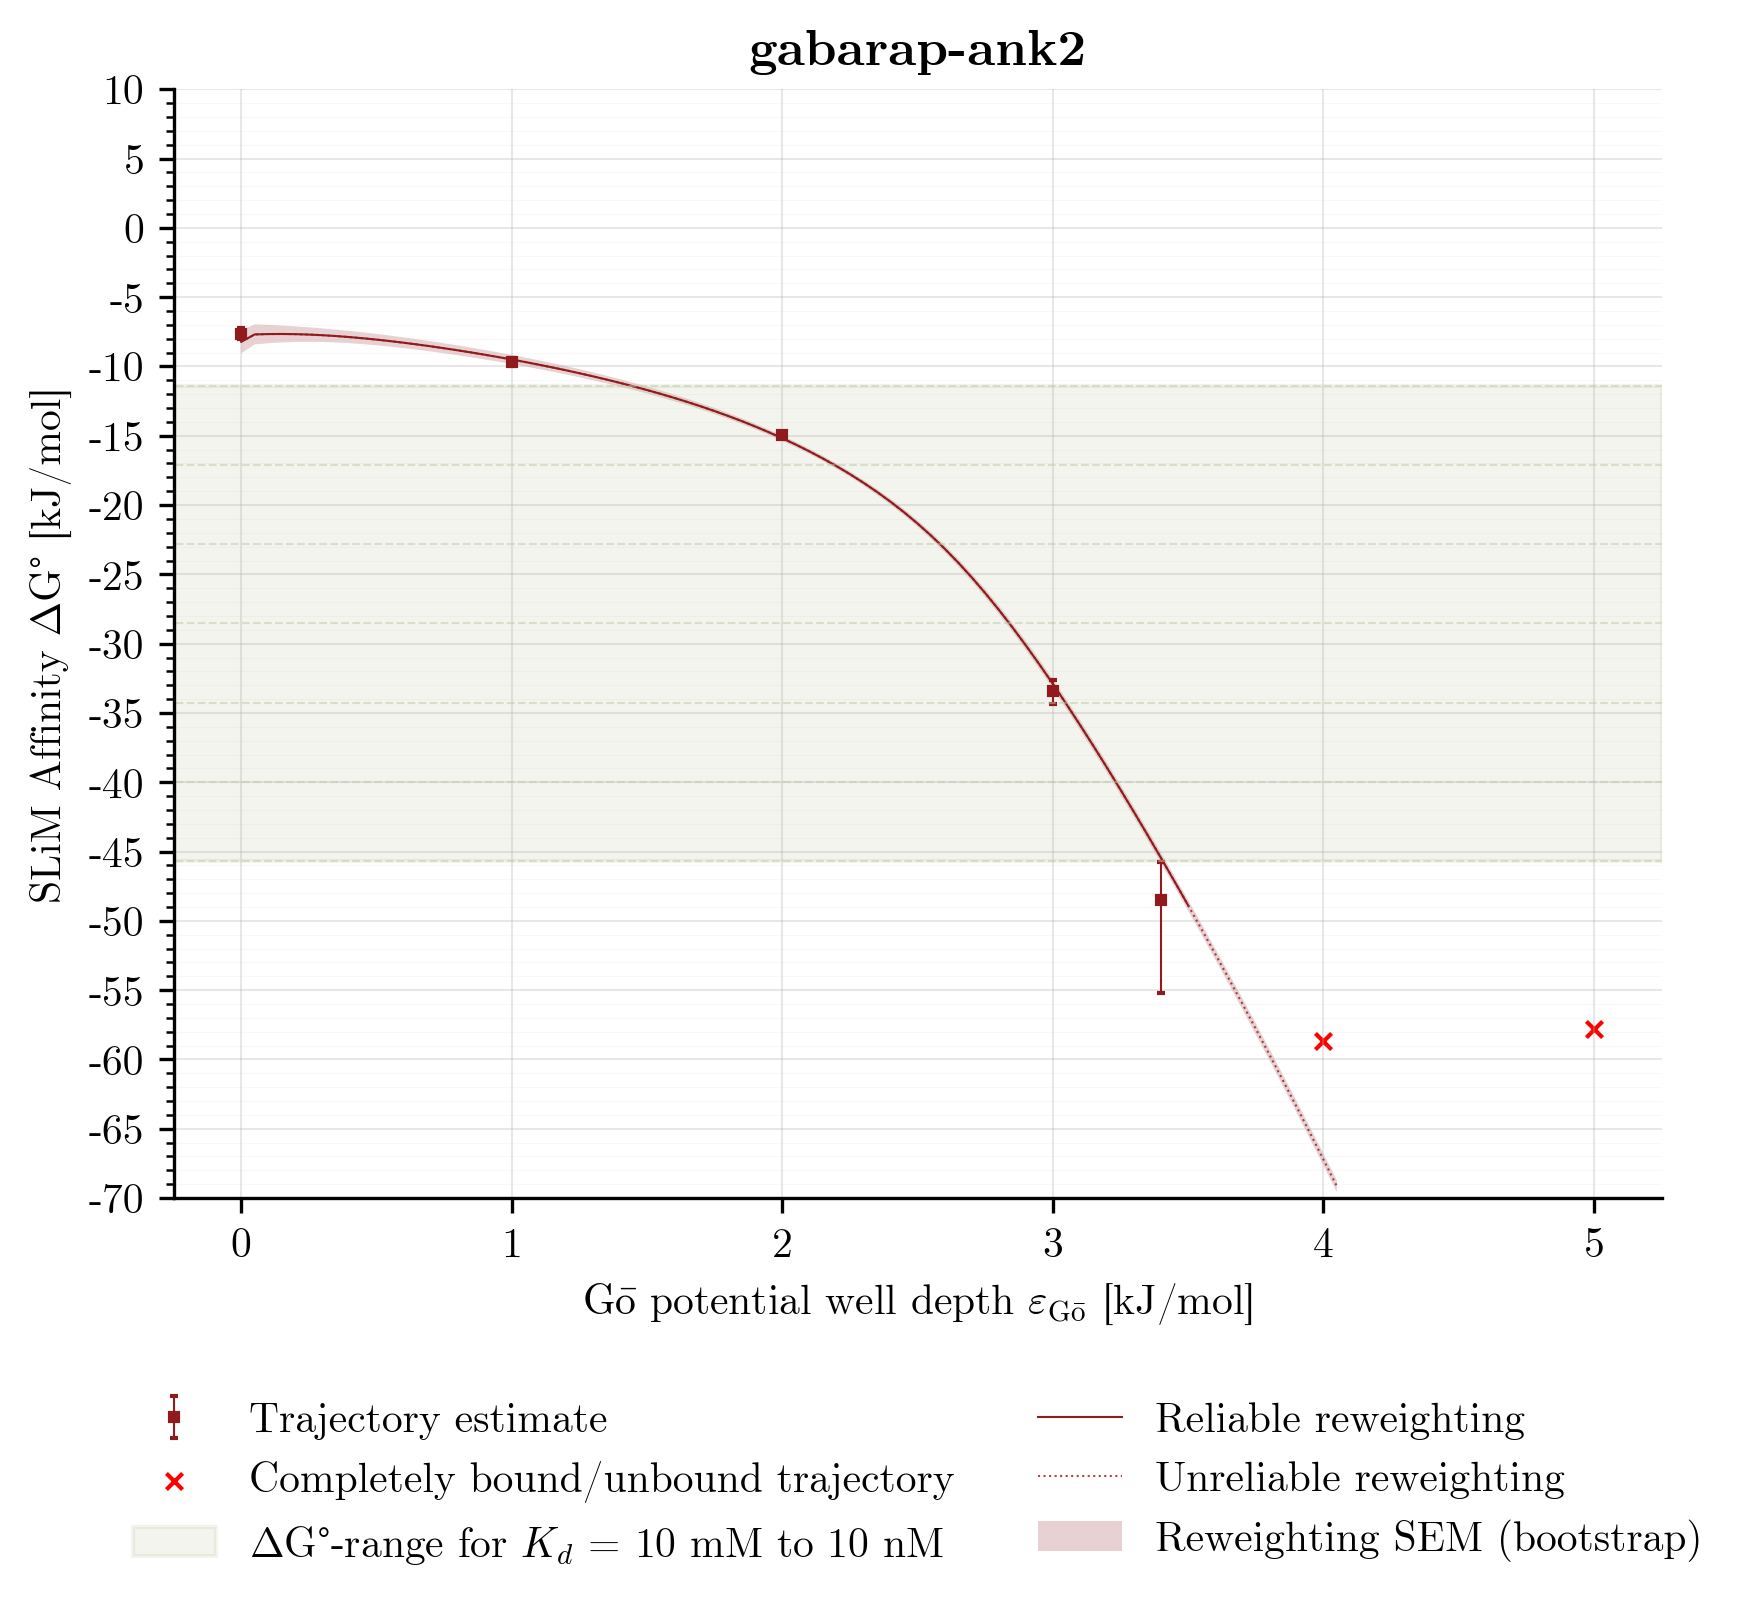 gabarap-ank2
10
5
0
-5
-10
-15
-20
-25
-30
-35
-40
-45
-50
-55
-60
-65
-70
SLiM Affinity ΔG° [kJ/mol]
0 1 2 3 4 5
Gō potential well depth ε_Gō [kJ/mol]
Trajectory estimate
Completely bound/unbound trajectory
ΔG°-range for K_d = 10 mM to 10 nM
Reliable reweighting
Unreliable reweighting
Reweighting SEM (bootstrap)